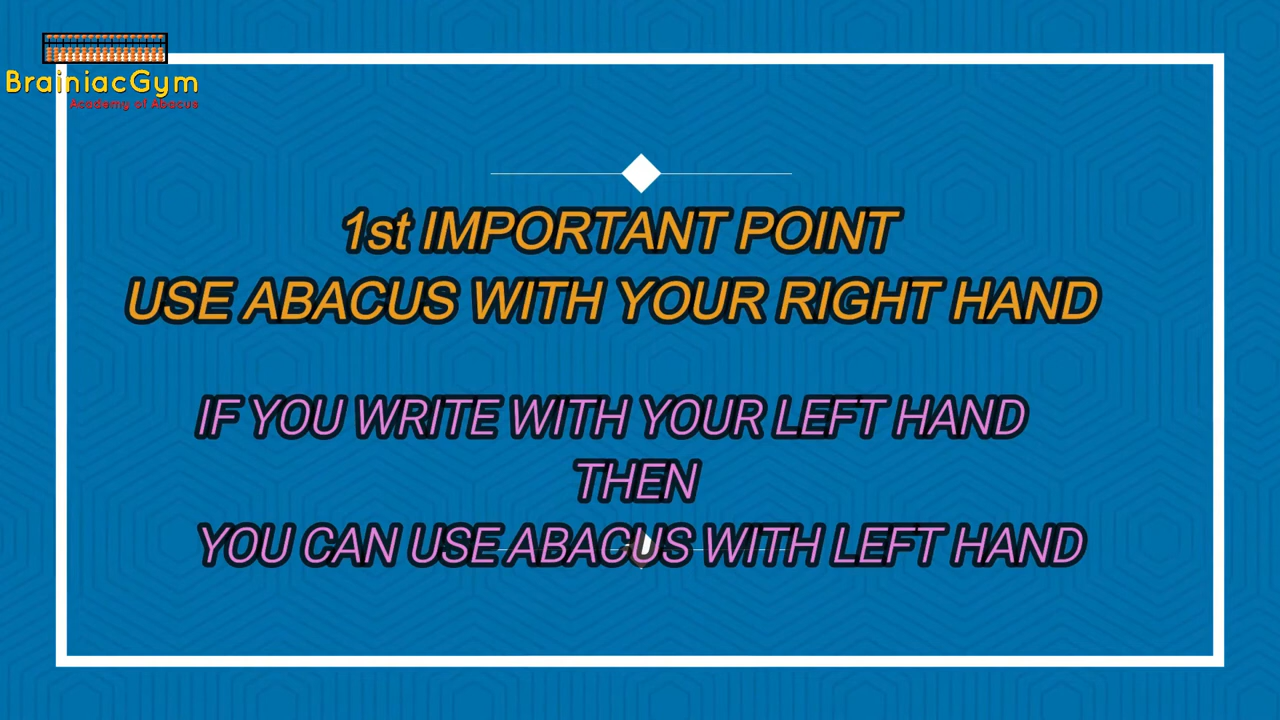 BrainiacGym
Academy of Abacus
1st IMPORTANT POINT
USE ABACUS WITH YOUR RIGHT HAND
IF YOU WRITE WITH YOUR LEFT HAND
THEN
YOU CAN USE ABACUS WITH LEFT HAND